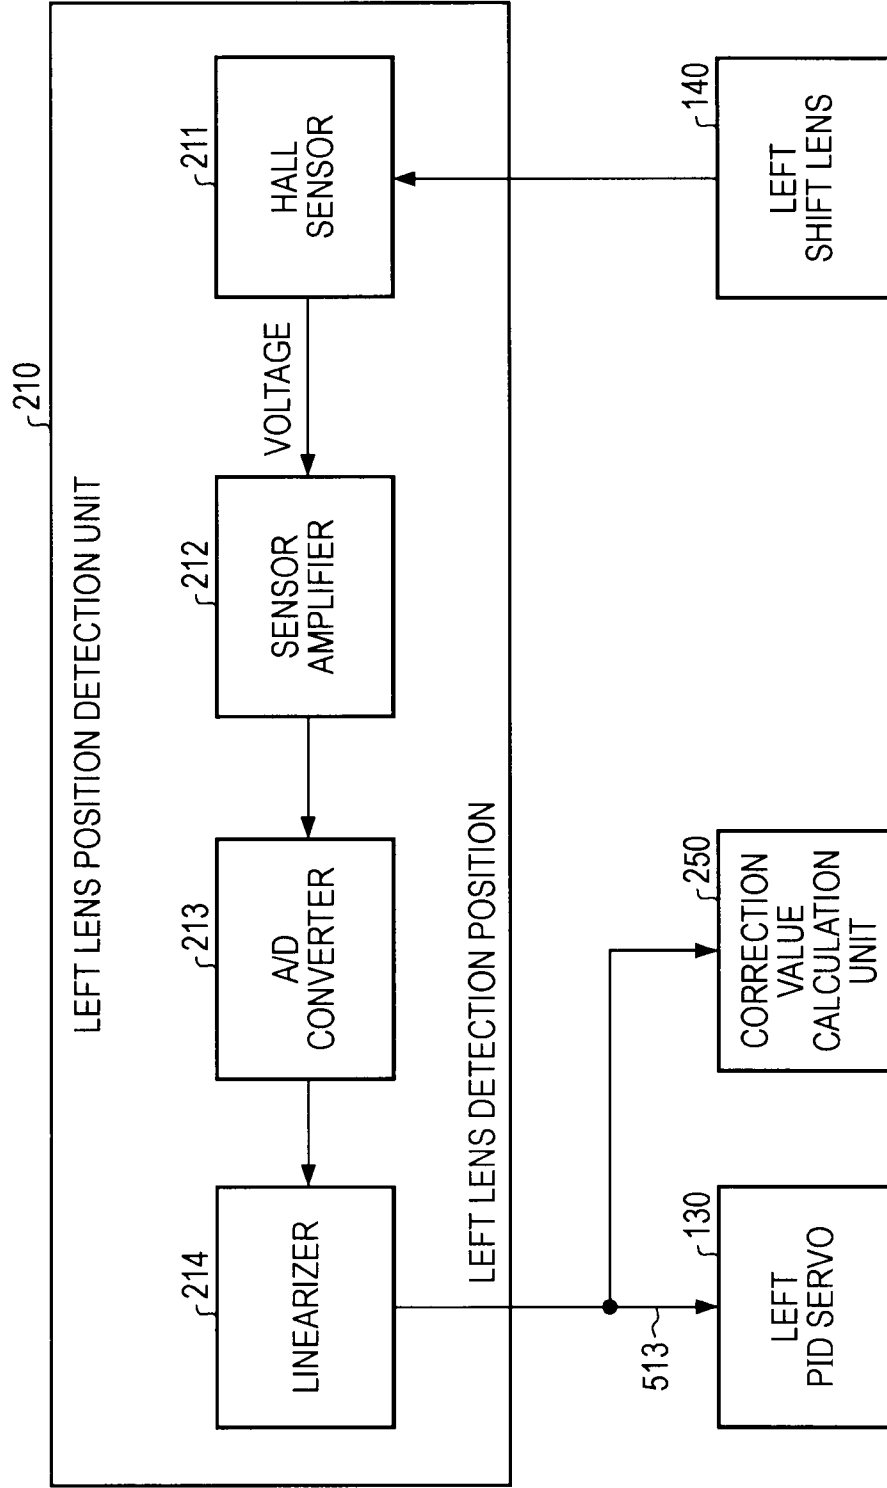 210
LEFT LENS POSITION DETECTION UNIT
214
LINEARIZER
213
A/D
CONVERTER
212
SENSOR
AMPLIFIER
VOLTAGE
211
HALL
SENSOR
LEFT LENS DETECTION POSITION
513
130
LEFT
PID SERVO
250
CORRECTION
VALUE
CALCULATION
UNIT
140
LEFT
SHIFT LENS